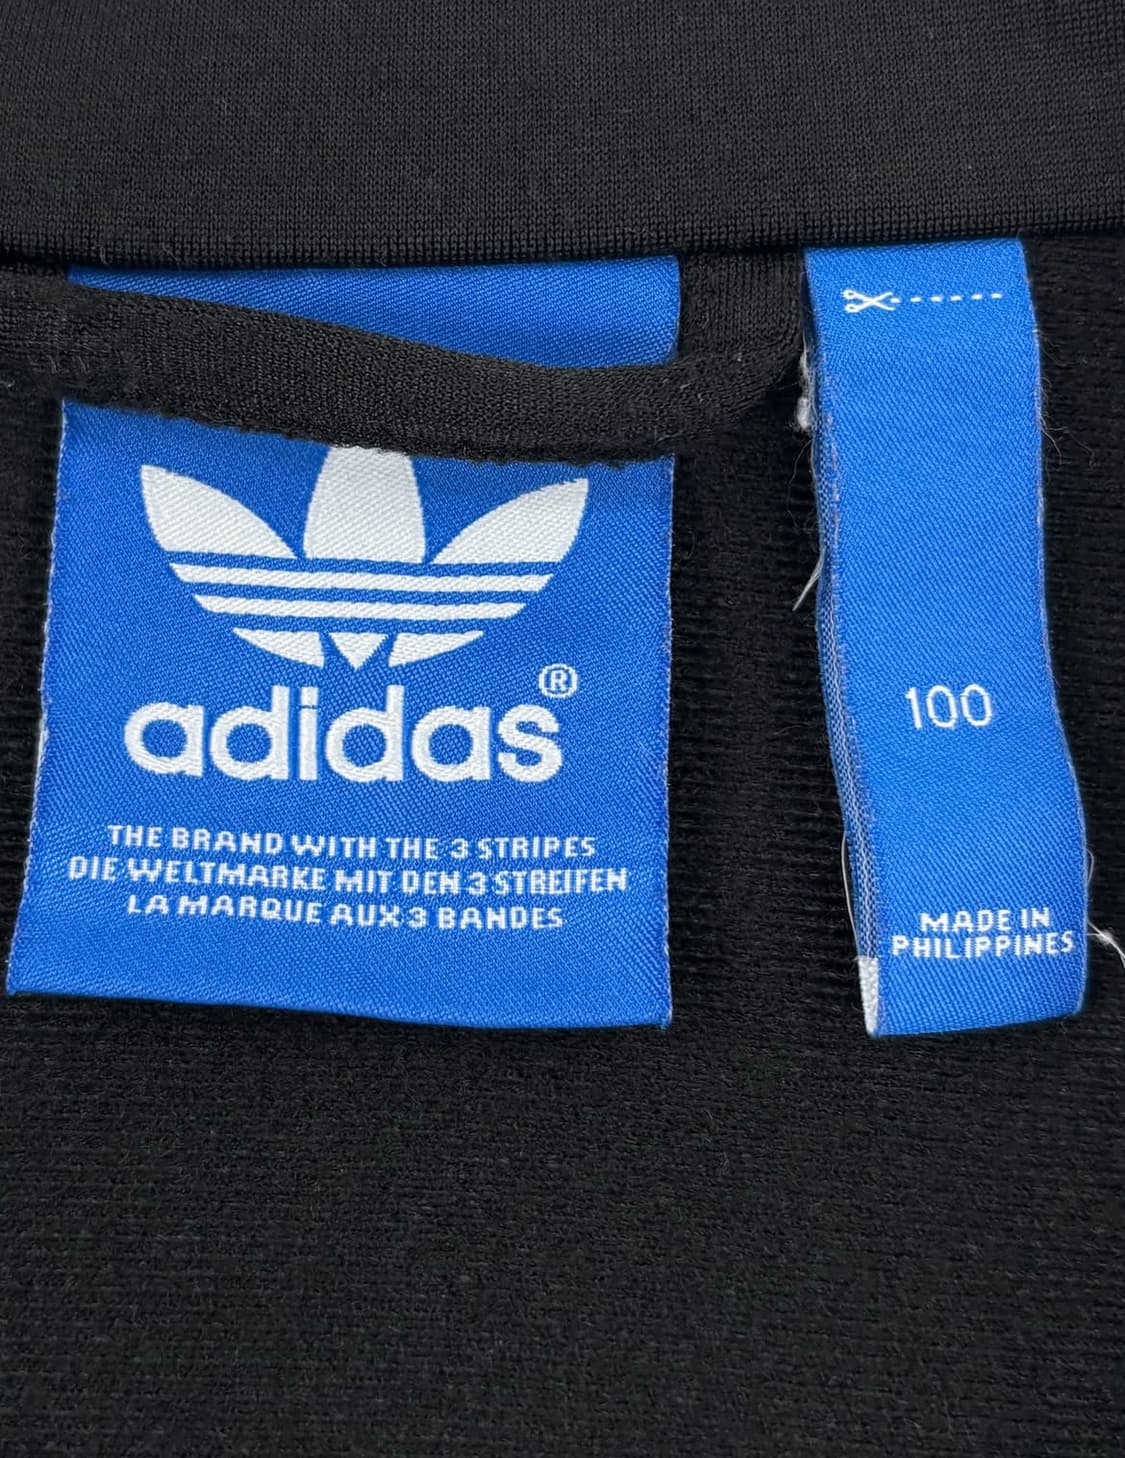 adidas®
THE BRAND WITH THE 3 STRIPES
DIE WELTMARKE MIT DEN 3 STREIFEN
LA MARQUE AUX 3 BANDES
100
MADE IN
PHILIPPINES